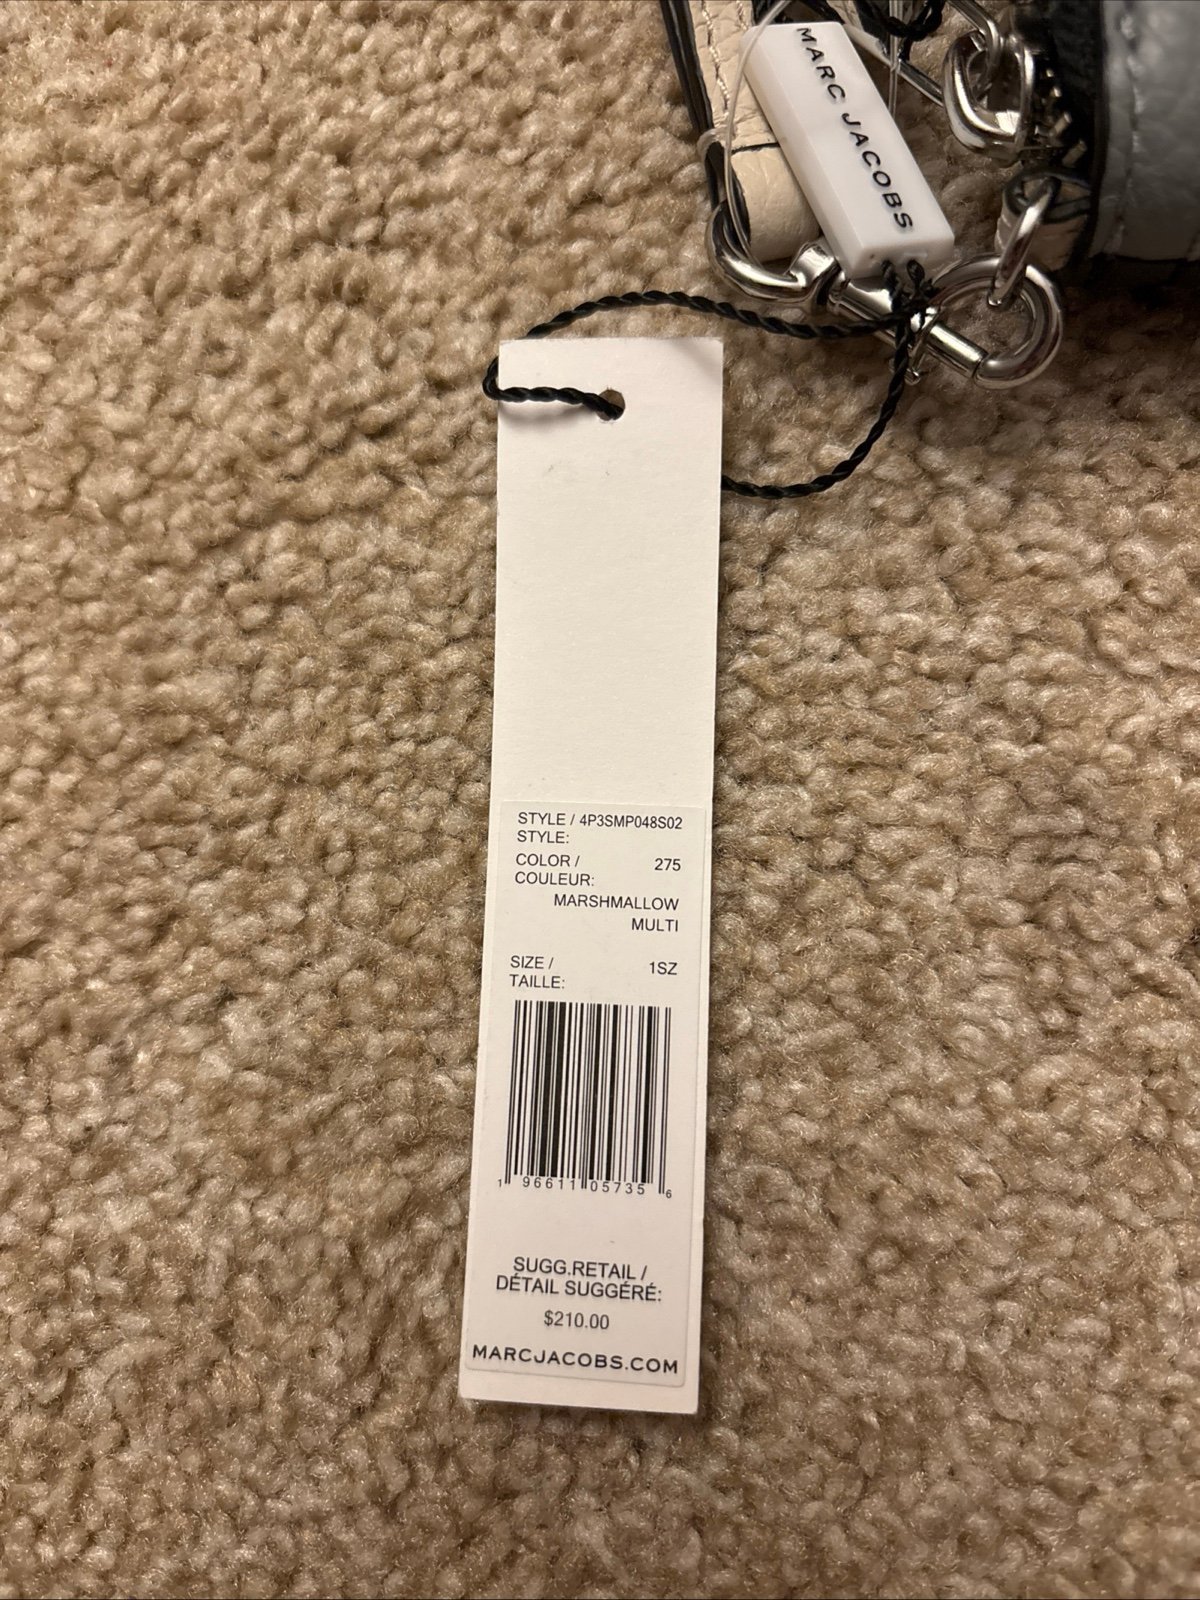 MARC JACOBS
STYLE / 4P3SMP048S02
STYLE:
COLOR / 275
COULEUR:
MARSHMALLOW
MULTI
SIZE / 1SZ
TAILLE:
1 96611 05735 6
SUGG.RETAIL /
DÉTAIL SUGGÉRÉ:
$210.00
MARCJACOBS.COM